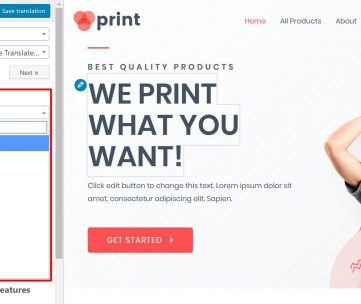 Save translation
e Translate...
Next »
eatures
print
Home All Products About
BEST QUALITY PRODUCTS
WE PRINT
WHAT YOU
WANT!
Click edit button to change this text. Lorem ipsum dolor sit
amet, consectetur adipiscing elit. Sapien.
GET STARTED